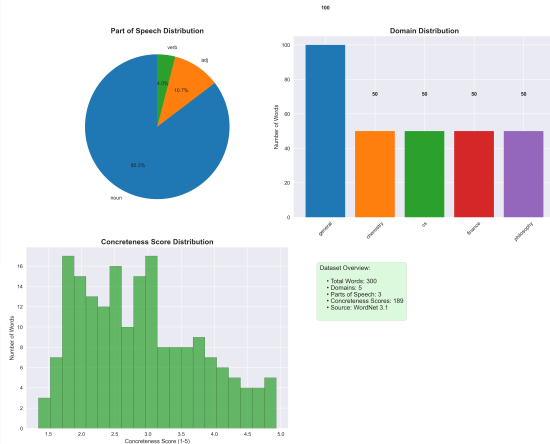 100
Part of Speech Distribution
verb
adj
4.0%
10.7%
85.3%
noun
Domain Distribution
Number of Words
100
80
60
40
20
0
50
50
50
50
general
chemistry
cs
finance
philosophy
Concreteness Score Distribution
Number of Words
16
14
12
10
8
6
4
2
0
1.5
2.0
2.5
3.0
3.5
4.0
4.5
5.0
Concreteness Score (1-5)
Dataset Overview:
• Total Words: 300
• Domains: 5
• Parts of Speech: 3
• Concreteness Scores: 189
• Source: WordNet 3.1